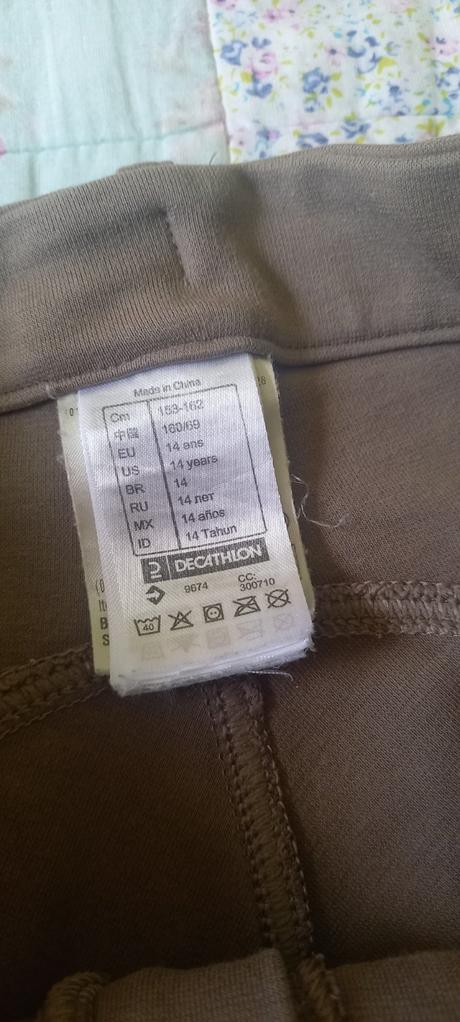 Made in China
Cm 153-162
中國 160/69
EU 14 ans
US 14 years
BR 14
RU 14 лет
MX 14 años
ID 14 Tahun
DECATHLON
9674 CC: 300710
40